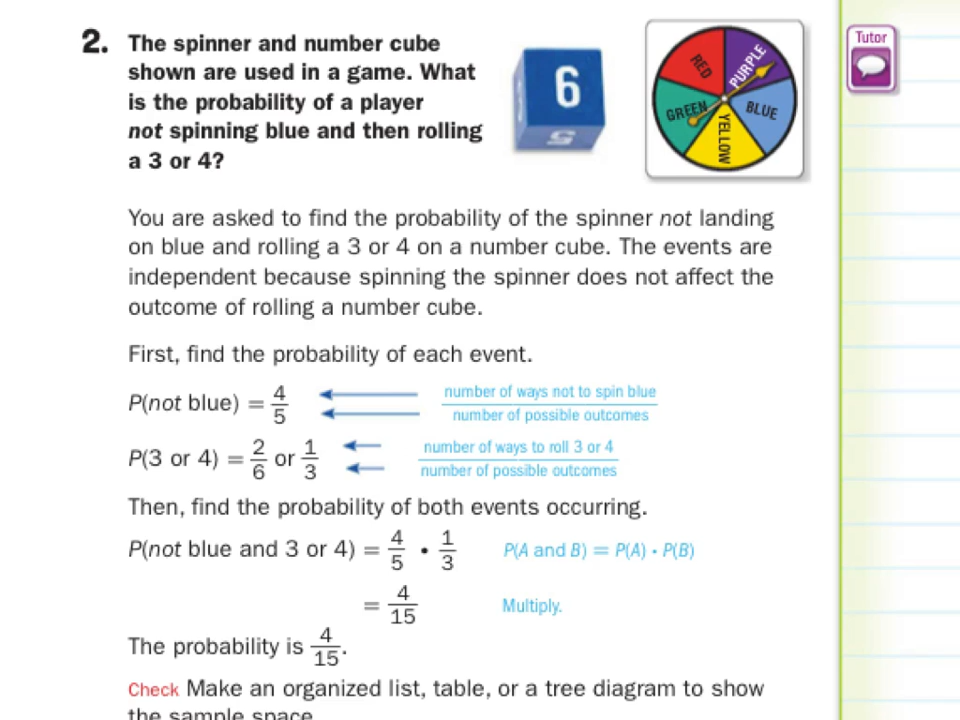 2. The spinner and number cube
shown are used in a game. What
is the probability of a player
not spinning blue and then rolling
a 3 or 4?
6
5
RED
PURPLE
GREEN
BLUE
YELLOW
Tutor
You are asked to find the probability of the spinner not landing
on blue and rolling a 3 or 4 on a number cube. The events are
independent because spinning the spinner does not affect the
outcome of rolling a number cube.
First, find the probability of each event.
P(not blue) = 4/5 number of ways not to spin blue / number of possible outcomes
P(3 or 4) = 2/6 or 1/3 number of ways to roll 3 or 4 / number of possible outcomes
Then, find the probability of both events occurring.
P(not blue and 3 or 4) = 4/5 • 1/3 P(A and B) = P(A) • P(B)
= 4/15 Multiply.
The probability is 4/15.
Check Make an organized list, table, or a tree diagram to show
the sample space.